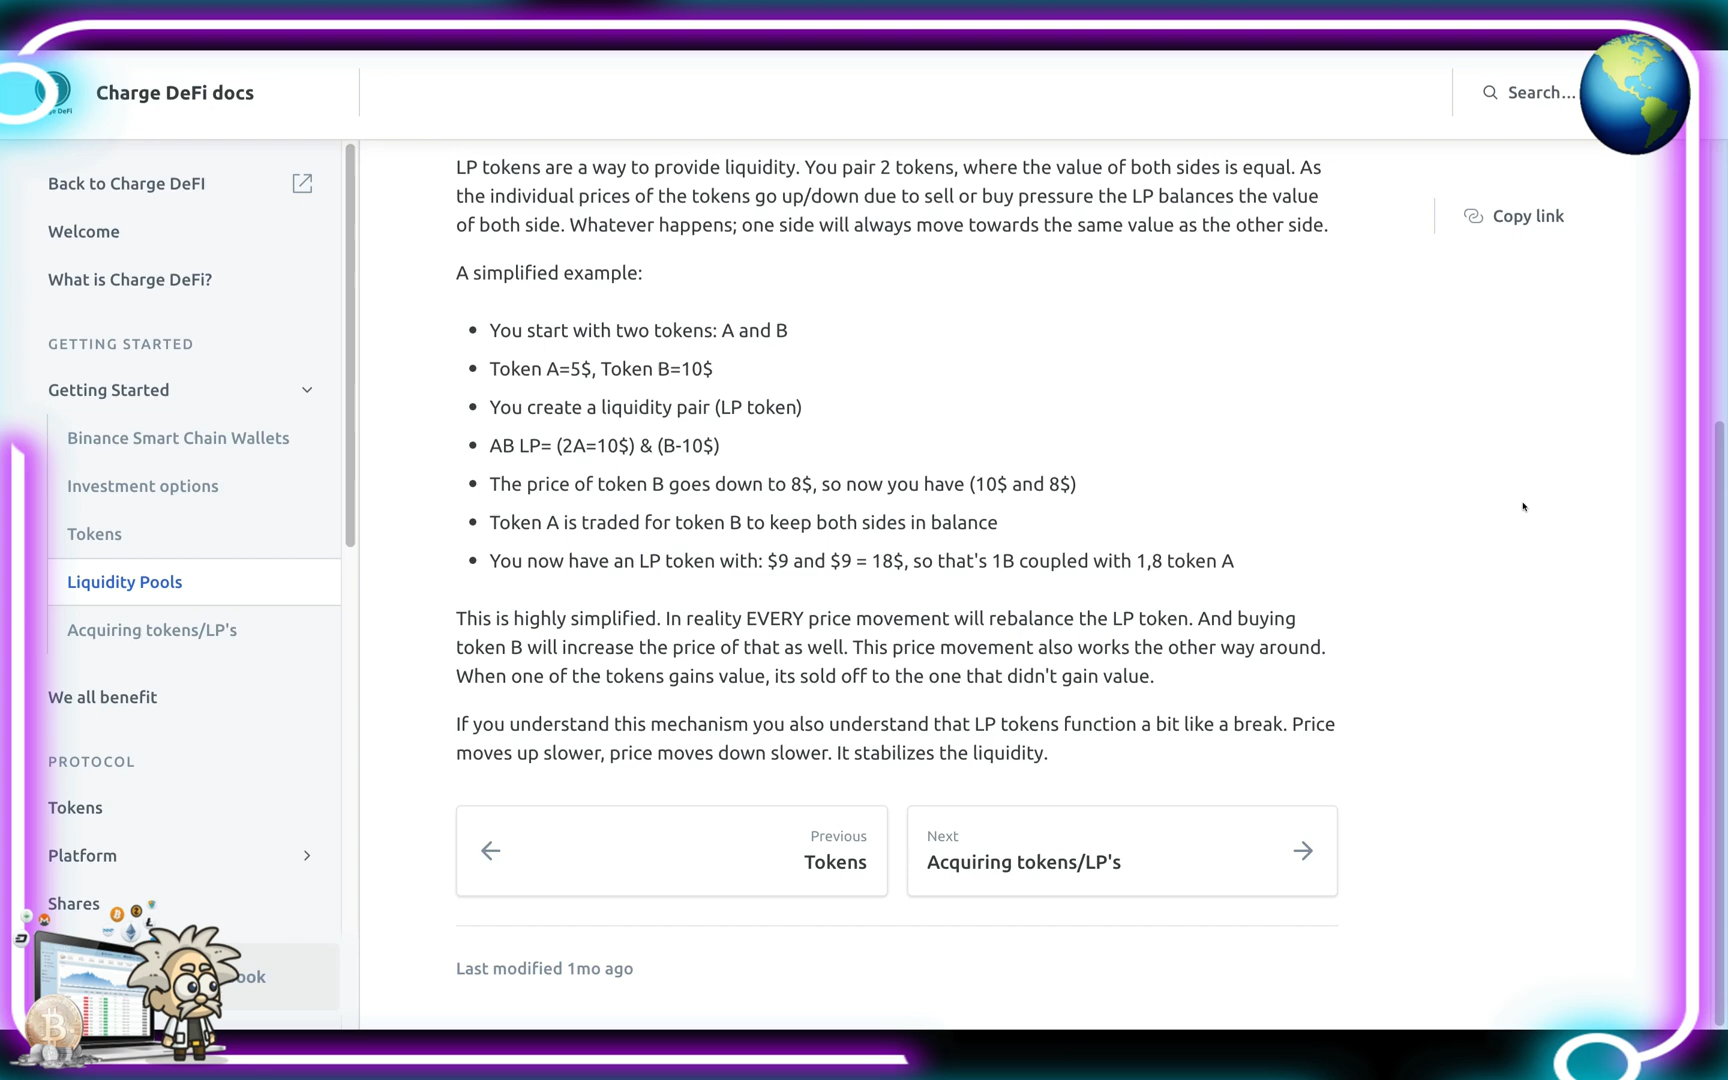 Charge DeFi docs
Search...
Back to Charge DeFI
Welcome
What is Charge DeFi?
GETTING STARTED
Getting Started
Binance Smart Chain Wallets
Investment options
Tokens
Liquidity Pools
Acquiring tokens/LP's
We all benefit
PROTOCOL
Tokens
Platform
Shares
ook
LP tokens are a way to provide liquidity. You pair 2 tokens, where the value of both sides is equal. As
the individual prices of the tokens go up/down due to sell or buy pressure the LP balances the value
of both side. Whatever happens; one side will always move towards the same value as the other side.
A simplified example:
• You start with two tokens: A and B
• Token A=5$, Token B=10$
• You create a liquidity pair (LP token)
• AB LP= (2A=10$) & (B-10$)
• The price of token B goes down to 8$, so now you have (10$ and 8$)
• Token A is traded for token B to keep both sides in balance
• You now have an LP token with: $9 and $9 = 18$, so that's 1B coupled with 1,8 token A
This is highly simplified. In reality EVERY price movement will rebalance the LP token. And buying
token B will increase the price of that as well. This price movement also works the other way around.
When one of the tokens gains value, its sold off to the one that didn't gain value.
If you understand this mechanism you also understand that LP tokens function a bit like a break. Price
moves up slower, price moves down slower. It stabilizes the liquidity.
Previous
Tokens
Next
Acquiring tokens/LP's
Last modified 1mo ago
Copy link